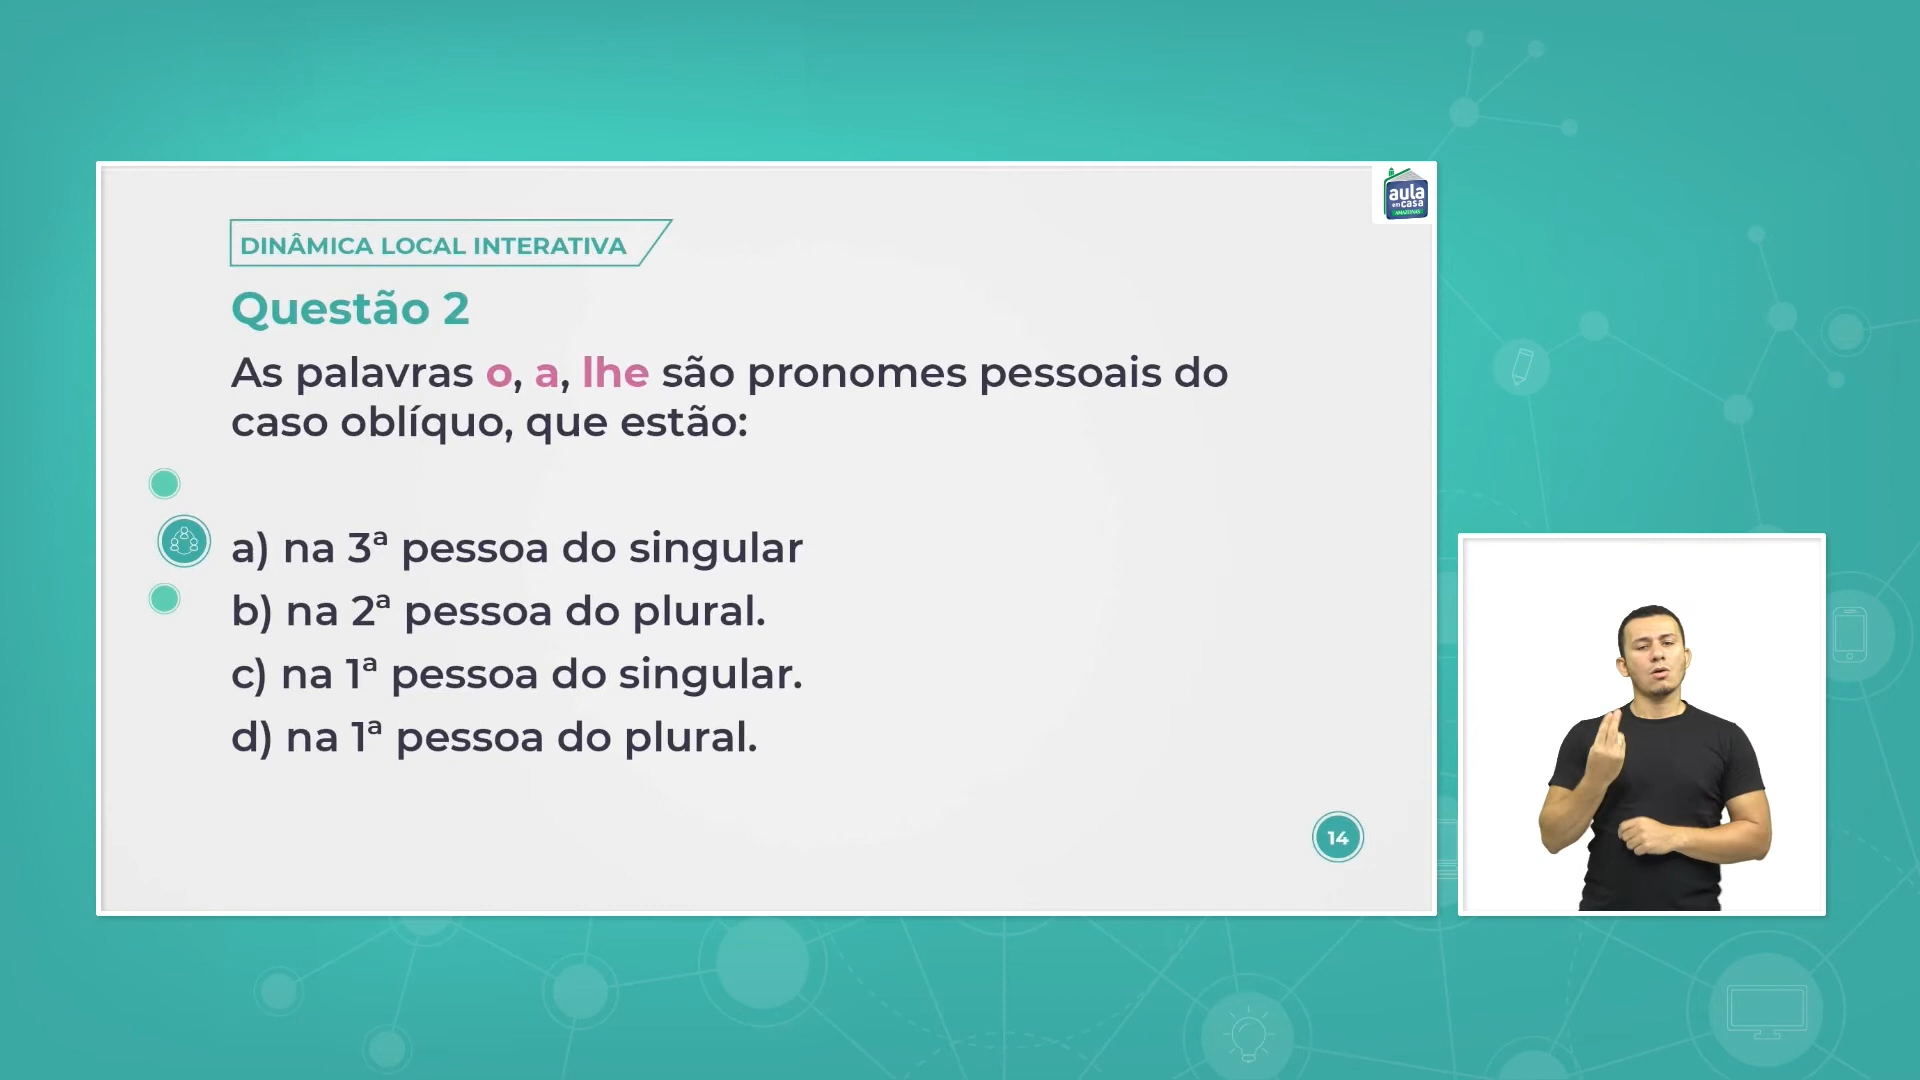 aula
em casa
AMAZONAS
DINÂMICA LOCAL INTERATIVA
Questão 2
As palavras o, a, lhe são pronomes pessoais do
caso oblíquo, que estão:
a) na 3ª pessoa do singular
b) na 2ª pessoa do plural.
c) na 1ª pessoa do singular.
d) na 1ª pessoa do plural.
14